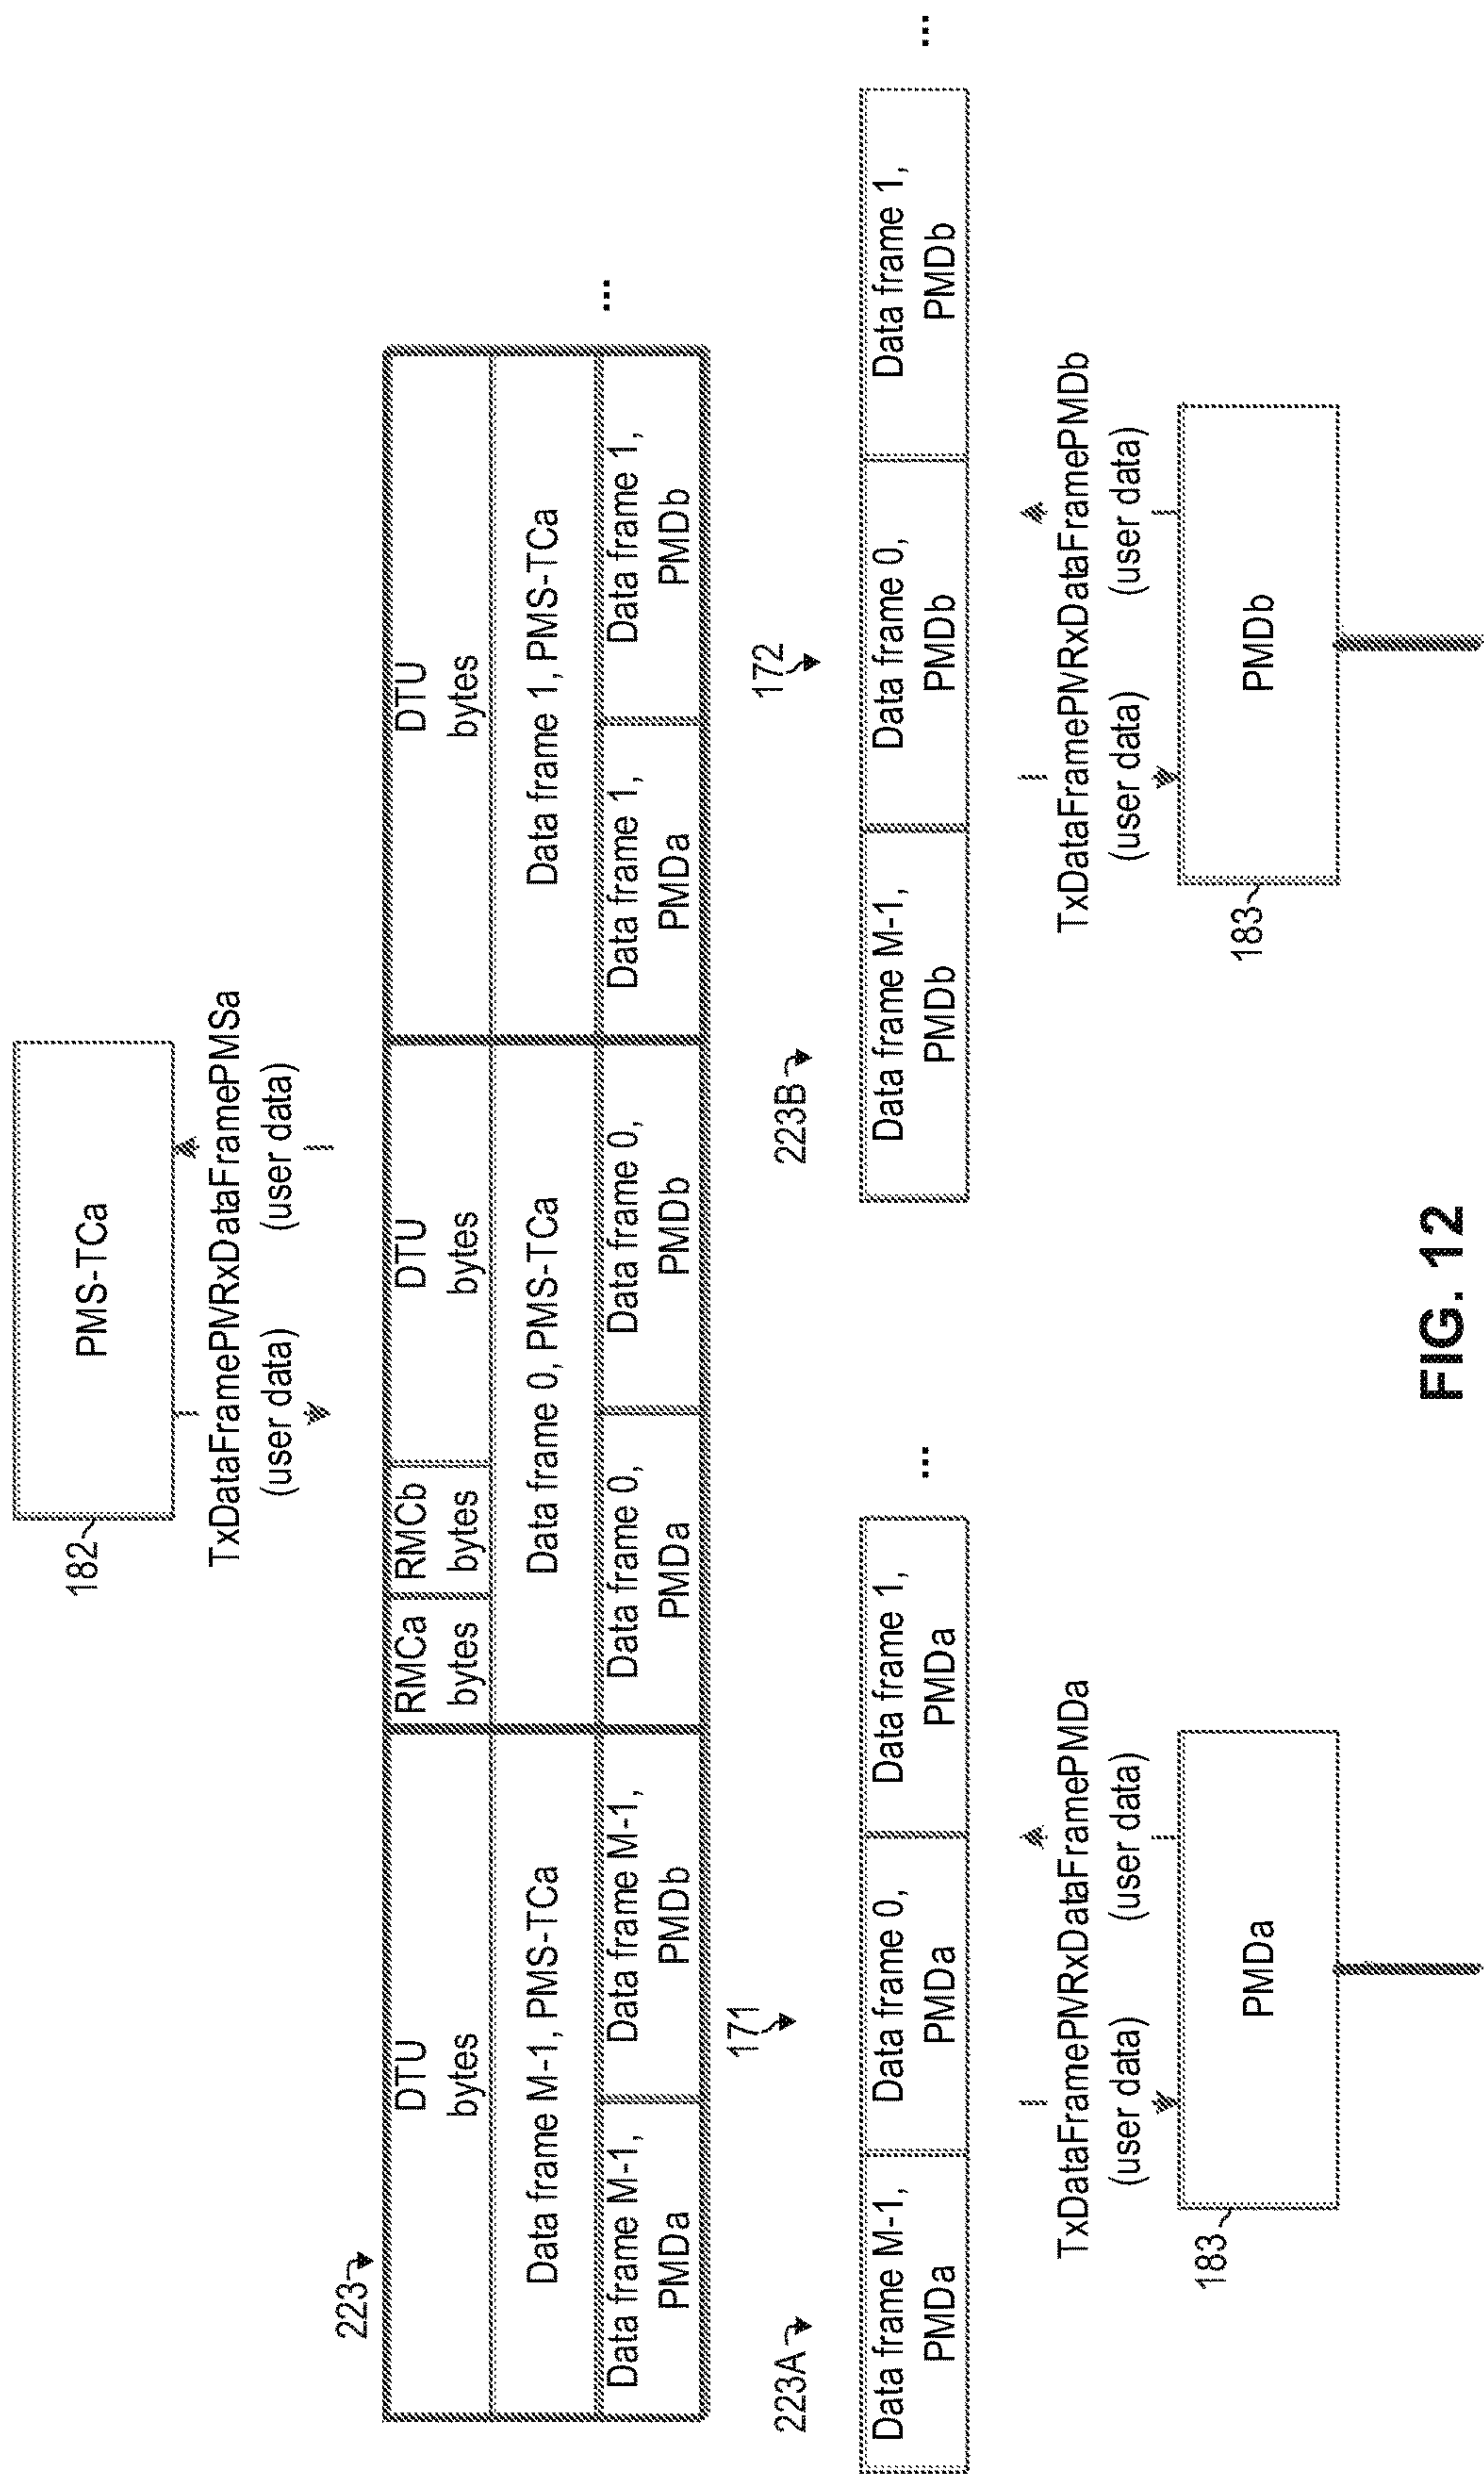 PMS-TCa
182
TxDataFramePMRxDataFramePMSa
(user data) (user data)
223
DTU bytes
RMCa bytes
RMCb bytes
DTU bytes
DTU bytes
Data frame M-1, PMS-TCa
Data frame 0, PMS-TCa
Data frame 1, PMS-TCa
Data frame M-1, PMDa
Data frame M-1, PMDb
Data frame 0, PMDa
Data frame 0, PMDb
Data frame 1, PMDa
Data frame 1, PMDb
...
171
172
223A
Data frame M-1, PMDa
Data frame 0, PMDa
Data frame 1, PMDa
...
223B
Data frame M-1, PMDb
Data frame 0, PMDb
Data frame 1, PMDb
...
TxDataFramePMRxDataFramePMDa
(user data) (user data)
183
PMDa
TxDataFramePMRxDataFramePMDb
(user data) (user data)
183
PMDb
FIG. 12